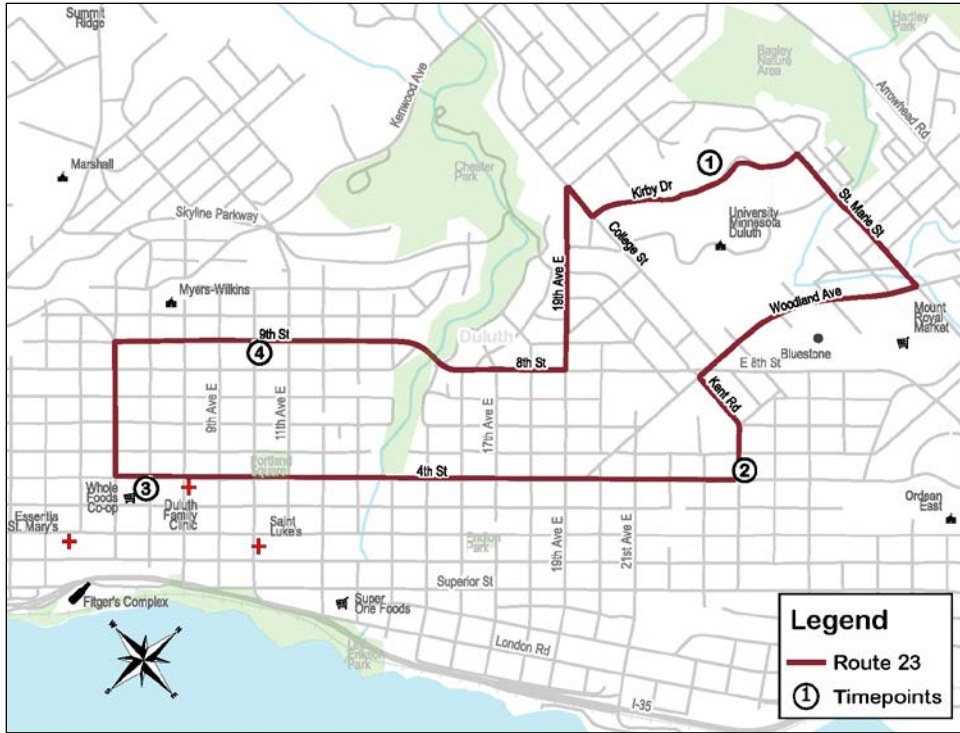 Summit
Ridge
Hartley
Park
Kenwood Ave
Bagley
Nature
Area
Arrowhead Rd
Marshall
Chester
Park
1
Kirby Dr
St. Marie St
Skyline Parkway
University
Minnesota
Duluth
College St
19th Ave E
Myers-Wilkins
Woodland Ave
Mount
Royal
Market
9th St
4
Duluth
8th St
Bluestone
E 8th St
Kent Rd
9th Ave E
11th Ave E
17th Ave E
Portland
Square
4th St
2
Whole
Foods
Co-op
3
Duluth
Family
Clinic
Essentia
St. Mary's
Saint
Luke's
Ordean
East
19th Ave E
21st Ave E
Park
Superior St
Fitger's Complex
Super
One Foods
London Rd
Park
I-35
N
E
S
W
Legend
Route 23
1 Timepoints